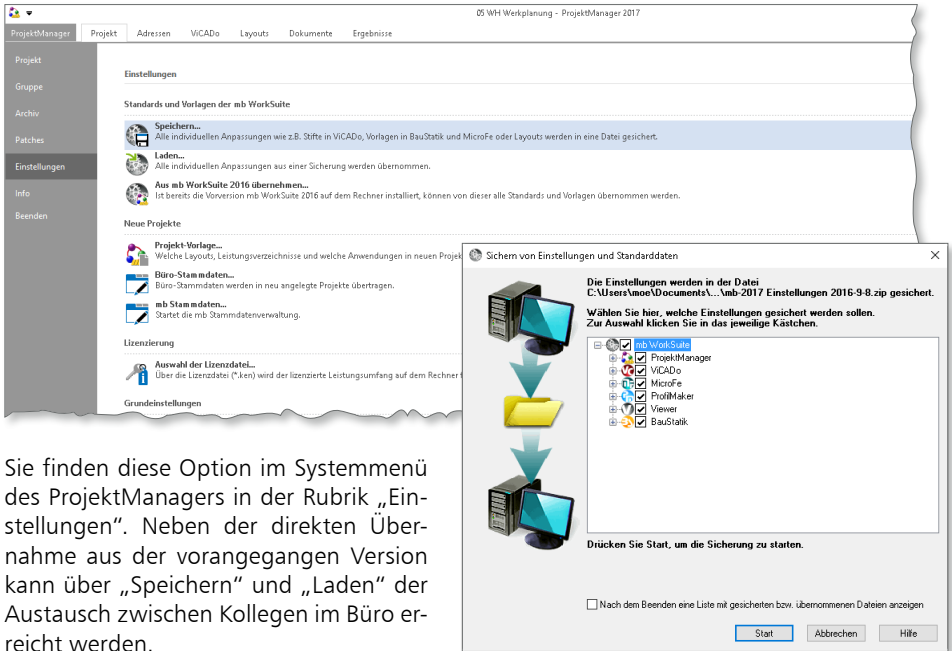 05 WH Werkplanung - ProjektManager 2017
ProjektManager Projekt Adressen ViCADo Layouts Dokumente Ergebnisse
Projekt
Gruppe
Archiv
Patches
Einstellungen
Info
Beenden
Einstellungen
Standards und Vorlagen der mb WorkSuite
Speichern...
Alle individuellen Anpassungen wie z.B. Stifte in ViCADo, Vorlagen in BauStatik und MicroFe oder Layouts werden in eine Datei gesichert.
Laden...
Alle individuellen Anpassungen aus einer Sicherung werden übernommen.
Aus mb WorkSuite 2016 übernehmen...
Ist bereits die Vorversion mb WorkSuite 2016 auf dem Rechner installiert, können von dieser alle Standards und Vorlagen übernommen werden.
Neue Projekte
Projekt-Vorlage...
Welche Layouts, Leistungsverzeichnisse und welche Anwendungen in neuen Projek
Büro-Stammdaten...
Büro-Stammdaten werden in neu angelegte Projekte übertragen.
mb Stammdaten...
Startet die mb Stammdatenverwaltung.
Lizenzierung
Auswahl der Lizenzdatei...
Über die Lizenzdatei (*.ken) wird der lizenzierte Leistungsumfang auf dem Rechner f
Grundeinstellungen
Sichern von Einstellungen und Standarddaten
Die Einstellungen werden in der Datei
C:\Users\moe\Documents\...\mb-2017 Einstellungen 2016-9-8.zip gesichert.
Wählen Sie hier, welche Einstellungen gesichert werden sollen.
Zur Auswahl klicken Sie in das jeweilige Kästchen.
mb WorkSuite
ProjektManager
ViCADo
MicroFe
ProfilMaker
Viewer
BauStatik
Drücken Sie Start, um die Sicherung zu starten.
Nach dem Beenden eine Liste mit gesicherten bzw. übernommenen Dateien anzeigen
Start Abbrechen Hilfe
Sie finden diese Option im Systemmenü
des ProjektManagers in der Rubrik „Ein-
stellungen“. Neben der direkten Über-
nahme aus der vorangegangen Version
kann über „Speichern“ und „Laden“ der
Austausch zwischen Kollegen im Büro er-
reicht werden.